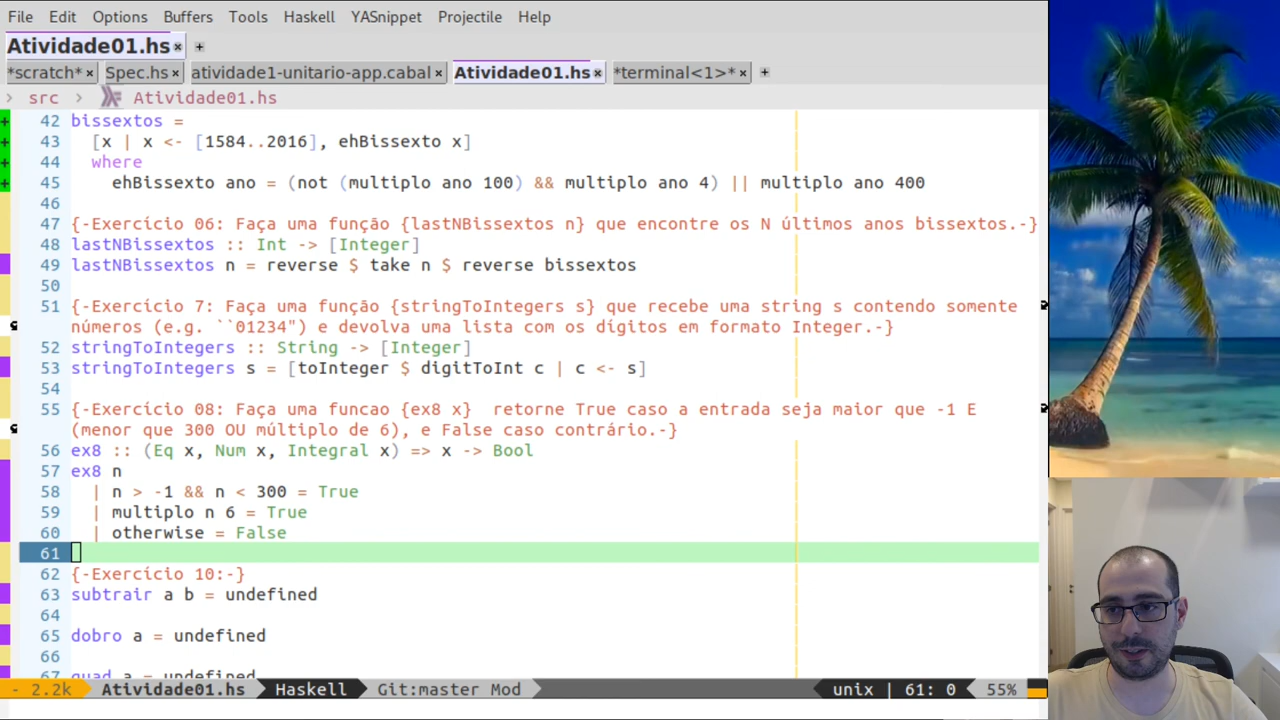 File Edit Options Buffers Tools Haskell YASnippet Projectile Help
Atividade01.hs × +
*scratch* × Spec.hs × atividade1-unitario-app.cabal × Atividade01.hs × *terminal<1>* × +
> src > Atividade01.hs
42 bissextos =
43   [x | x <- [1584..2016], ehBissexto x]
44   where
45     ehBissexto ano = (not (multiplo ano 100) && multiplo ano 4) || multiplo ano 400
46
47 {-Exercício 06: Faça uma função {lastNBissextos n} que encontre os N últimos anos bissextos.-}
48 lastNBissextos :: Int -> [Integer]
49 lastNBissextos n = reverse $ take n $ reverse bissextos
50
51 {-Exercício 7: Faça uma função {stringToIntegers s} que recebe uma string s contendo somente
números (e.g. ``01234") e devolva uma lista com os dígitos em formato Integer.-}
52 stringToIntegers :: String -> [Integer]
53 stringToIntegers s = [toInteger $ digitToInt c | c <- s]
54
55 {-Exercício 08: Faça uma funcao {ex8 x}  retorne True caso a entrada seja maior que -1 E
(menor que 300 OU múltiplo de 6), e False caso contrário.-}
56 ex8 :: (Eq x, Num x, Integral x) => x -> Bool
57 ex8 n
58   | n > -1 && n < 300 = True
59   | multiplo n 6 = True
60   | otherwise = False
61
62 {-Exercício 10:-}
63 subtrair a b = undefined
64
65 dobro a = undefined
66
67 quad a = undefined
- 2.2k Atividade01.hs Haskell Git:master Mod unix | 61: 0 55%